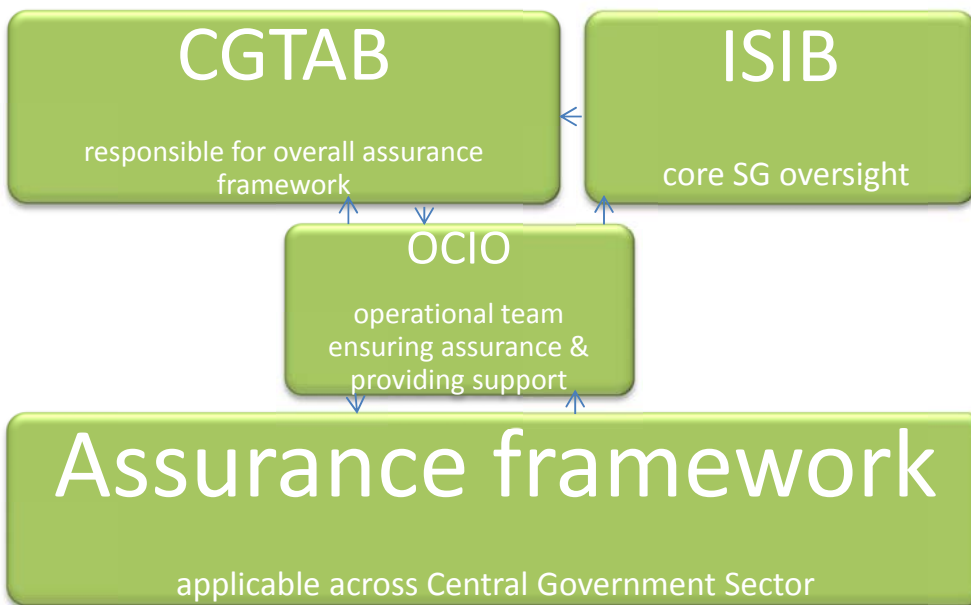 CGTAB
responsible for overall assurance
framework
ISIB
core SG oversight
OCIO
operational team
ensuring assurance &
providing support
Assurance framework
applicable across Central Government Sector